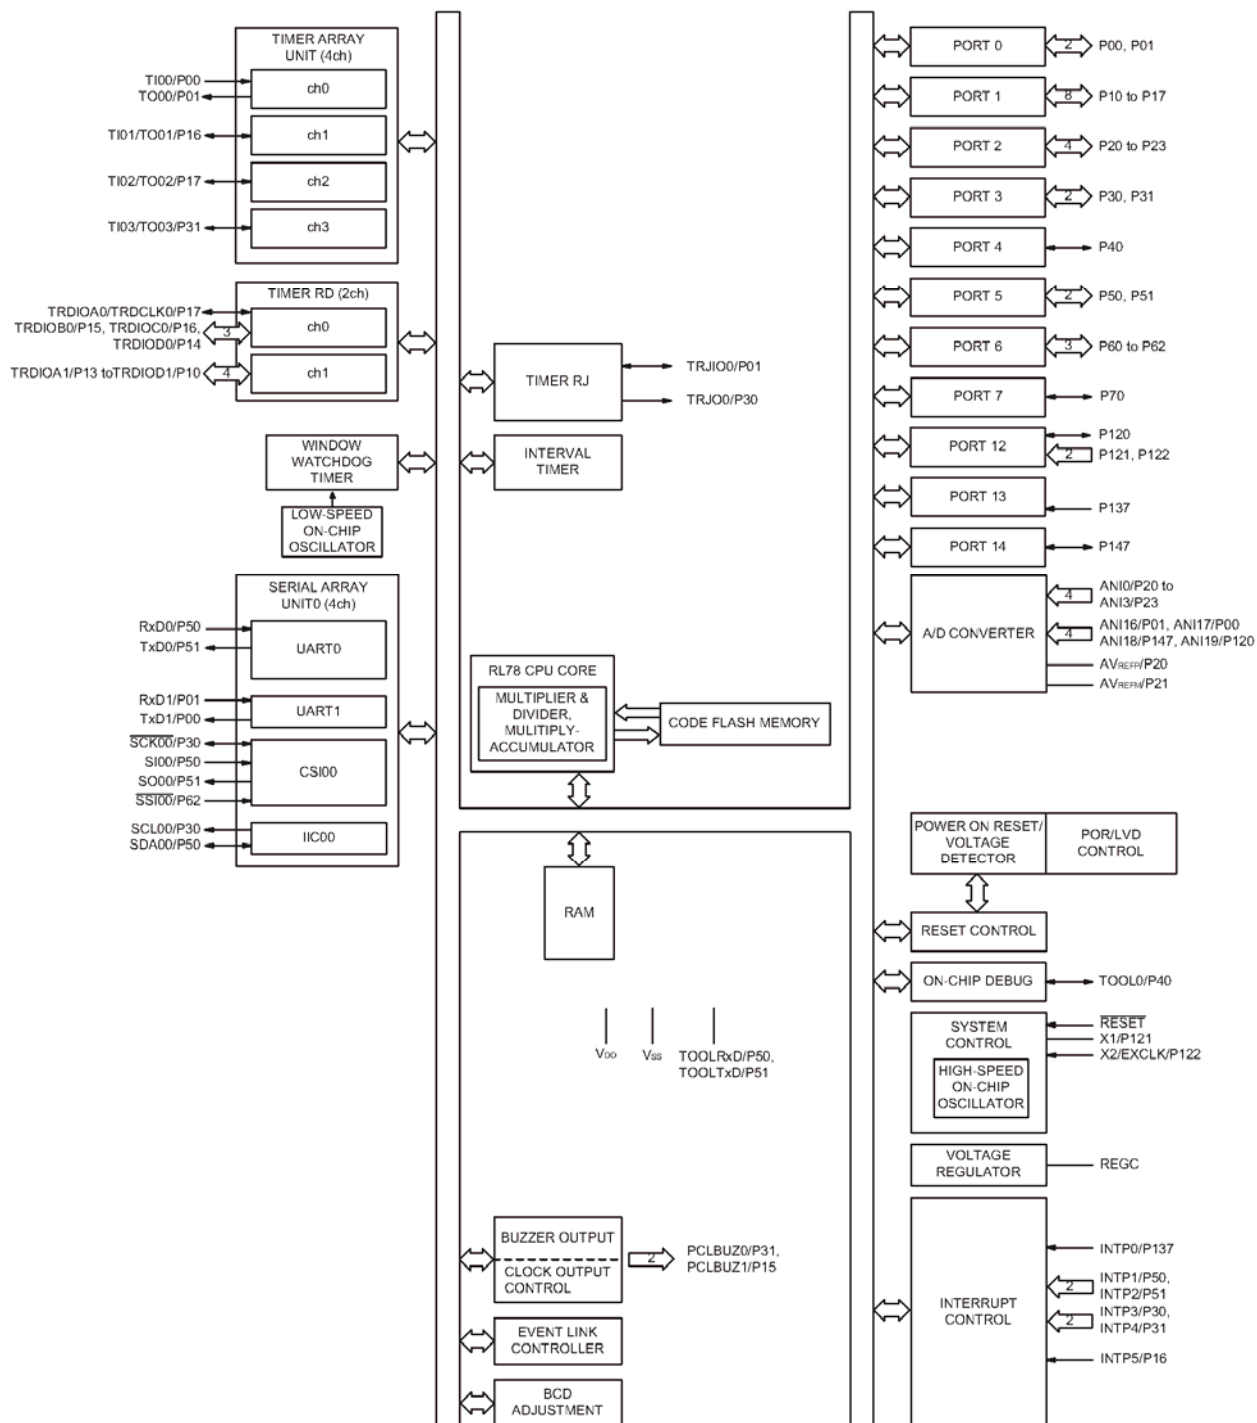 TIMER ARRAY
UNIT (4ch)
TI00/P00
TO00/P01
ch0
TI01/TO01/P16
ch1
TI02/TO02/P17
ch2
TI03/TO03/P31
ch3
TIMER RD (2ch)
TRDIOA0/TRDCLK0/P17
TRDIOB0/P15, TRDIOC0/P16,
TRDIOD0/P14
3
ch0
TRDIOA1/P13 toTRDIOD1/P10
4
ch1
WINDOW
WATCHDOG
TIMER
LOW-SPEED
ON-CHIP
OSCILLATOR
SERIAL ARRAY
UNIT0 (4ch)
RxD0/P50
TxD0/P51
UART0
RxD1/P01
TxD1/P00
UART1
SCK00/P30
SI00/P50
SO00/P51
SSI00/P62
CSI00
SCL00/P30
SDA00/P50
IIC00
TIMER RJ
TRJIO0/P01
TRJO0/P30
INTERVAL
TIMER
RL78 CPU CORE
MULTIPLIER &
DIVIDER,
MULITIPLY-
ACCUMULATOR
CODE FLASH MEMORY
RAM
VDD
VSS
TOOLRxD/P50,
TOOLTxD/P51
BUZZER OUTPUT
CLOCK OUTPUT
CONTROL
2
PCLBUZ0/P31,
PCLBUZ1/P15
EVENT LINK
CONTROLLER
BCD
ADJUSTMENT
PORT 0
2
P00, P01
PORT 1
8
P10 to P17
PORT 2
4
P20 to P23
PORT 3
2
P30, P31
PORT 4
P40
PORT 5
2
P50, P51
PORT 6
3
P60 to P62
PORT 7
P70
PORT 12
P120
2
P121, P122
PORT 13
P137
PORT 14
P147
A/D CONVERTER
4
ANI0/P20 to
ANI3/P23
4
ANI16/P01, ANI17/P00
ANI18/P147, ANI19/P120
AVREFP/P20
AVREFM/P21
POWER ON RESET/
VOLTAGE
DETECTOR
POR/LVD
CONTROL
RESET CONTROL
ON-CHIP DEBUG
TOOL0/P40
SYSTEM
CONTROL
HIGH-SPEED
ON-CHIP
OSCILLATOR
RESET
X1/P121
X2/EXCLK/P122
VOLTAGE
REGULATOR
REGC
INTERRUPT
CONTROL
INTP0/P137
2
INTP1/P50,
INTP2/P51
2
INTP3/P30,
INTP4/P31
INTP5/P16